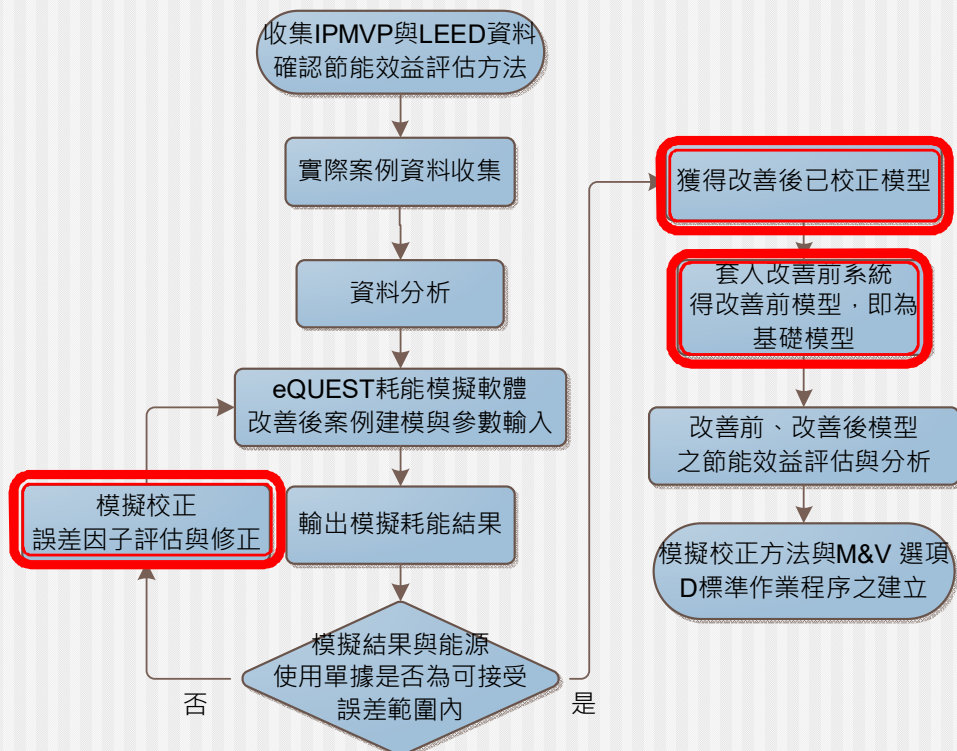 收集IPMVP與LEED資料
確認節能效益評估方法
實際案例資料收集
資料分析
eQUEST耗能模擬軟體
改善後案例建模與參數輸入
輸出模擬耗能結果
模擬校正
誤差因子評估與修正
模擬結果與能源
使用單據是否為可接受
誤差範圍內
否
是
獲得改善後已校正模型
套入改善前系統
得改善前模型，即為
基礎模型
改善前、改善後模型
之節能效益評估與分析
模擬校正方法與M&V 選項
D標準作業程序之建立